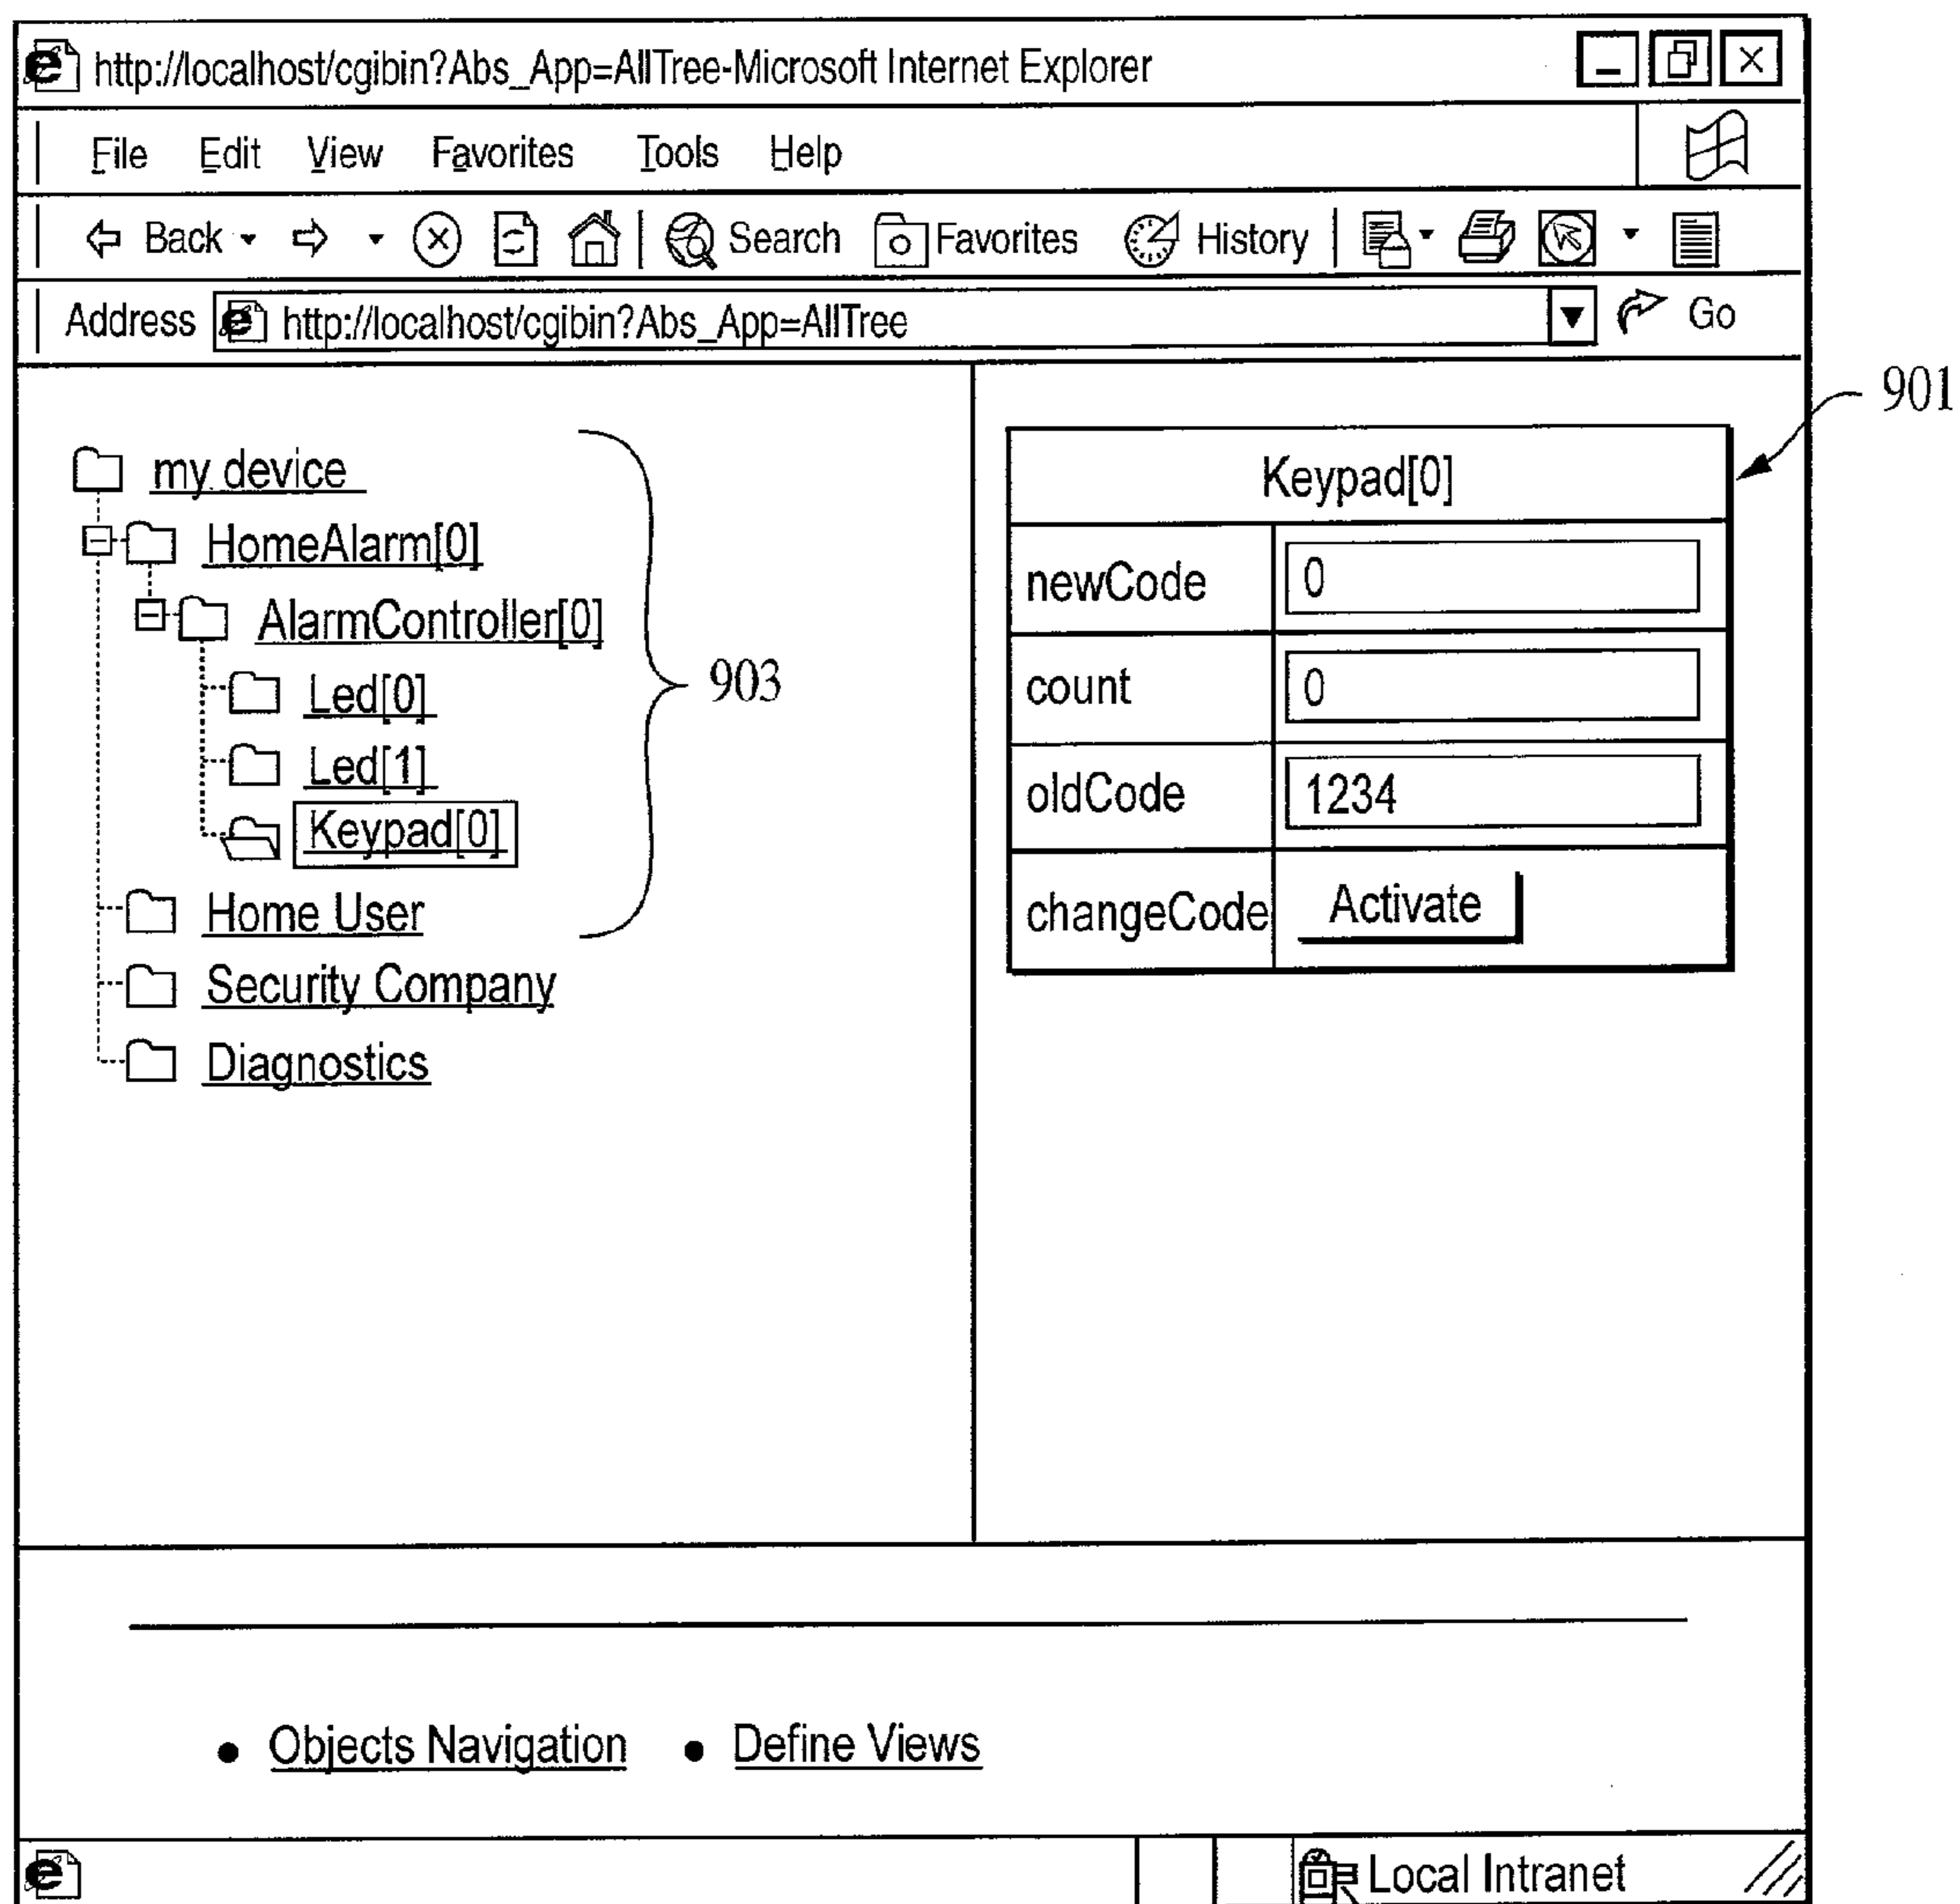 http://localhost/cgibin?Abs_App=AllTree-Microsoft Internet Explorer
File Edit View Favorites Tools Help
Back Search Favorites History
Address http://localhost/cgibin?Abs_App=AllTree Go
901
my device
HomeAlarm[0]
AlarmController[0]
Led[0]
Led[1]
Keypad[0]
Home User
Security Company
Diagnostics
903
Keypad[0]
newCode 0
count 0
oldCode 1234
changeCode Activate
• Objects Navigation • Define Views
Local Intranet